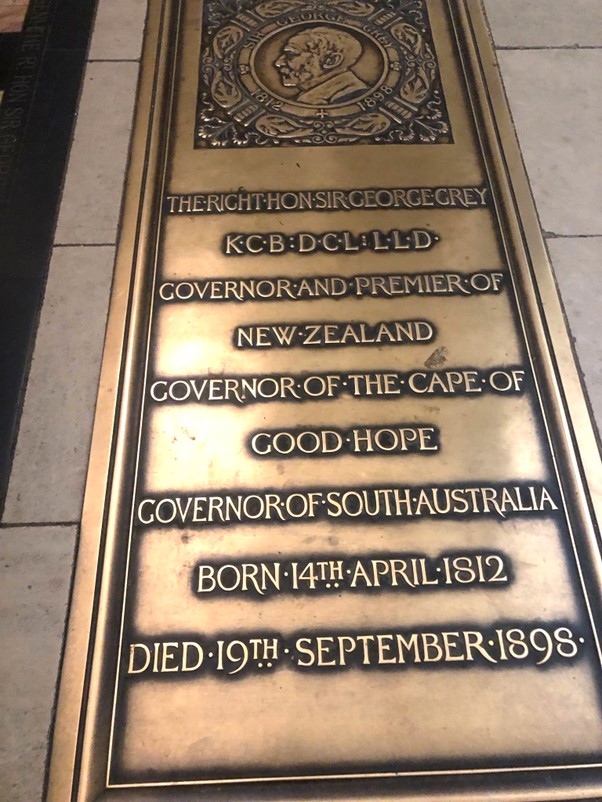 SIR GEORGE GREY
1812 1898
THE·RIGHT·HON·SIR·GEORGE·GREY
K·C·B:D·C·L:L·L·D·
GOVERNOR·AND·PREMIER·OF
NEW·ZEALAND
GOVERNOR·OF·THE·CAPE·OF
GOOD·HOPE
GOVERNOR·OF·SOUTH·AUSTRALIA
BORN·14TH·APRIL·1812
DIED·19TH·SEPTEMBER·1898·